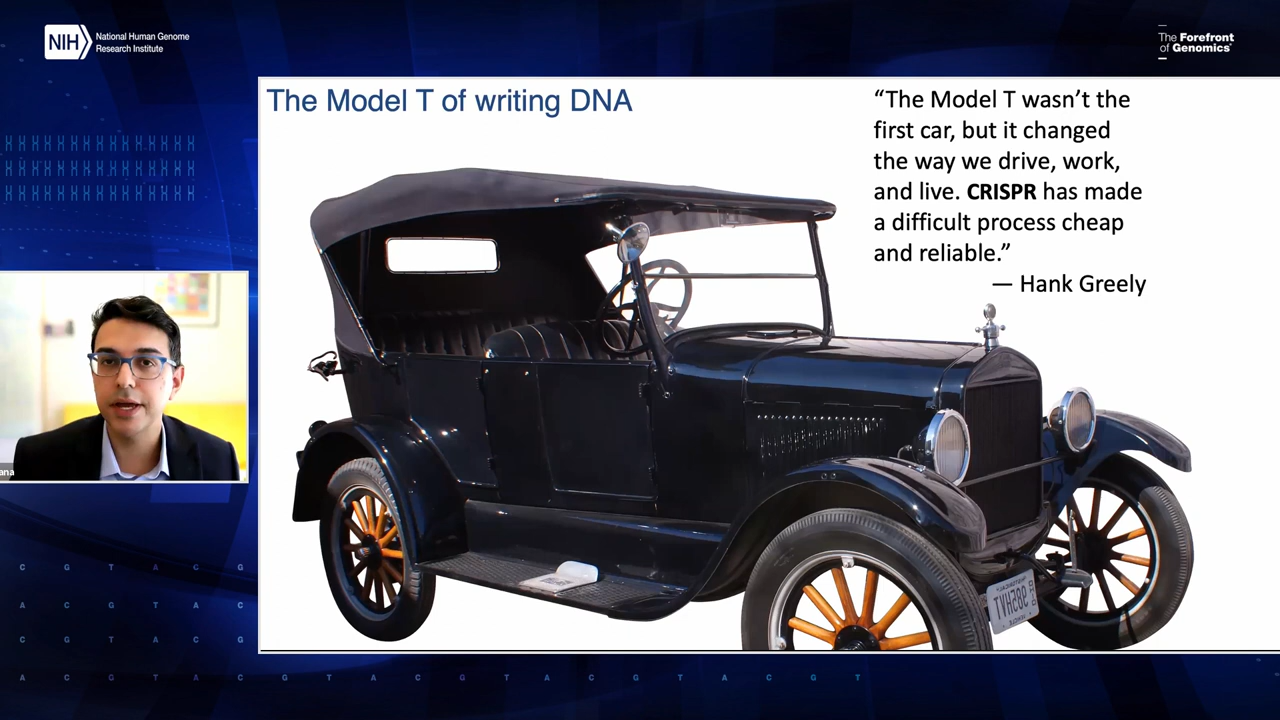 NIH
National Human Genome
Research Institute
The Forefront
of Genomics®
The Model T of writing DNA
“The Model T wasn’t the
first car, but it changed
the way we drive, work,
and live. CRISPR has made
a difficult process cheap
and reliable.”
— Hank Greely
ana
C G T A C G
A C G T A C
C G T A C G
A C G T A C G T A C G T A C G T A C G T